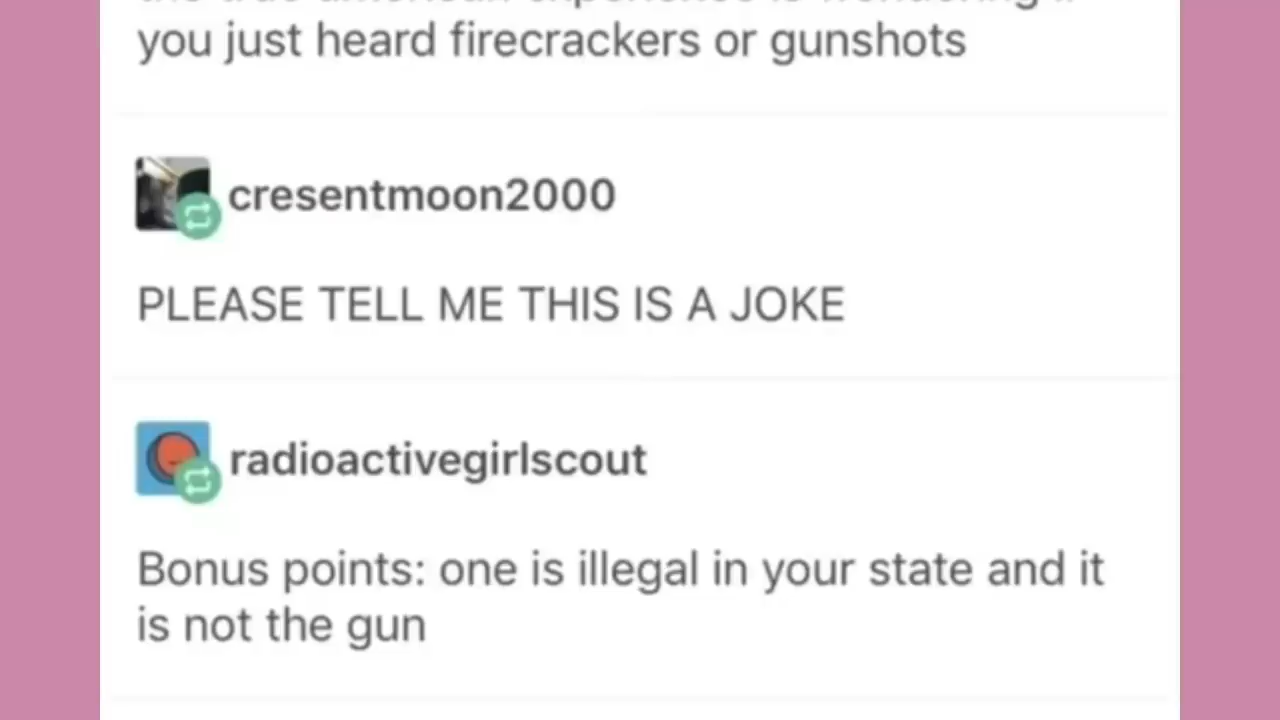 you just heard firecrackers or gunshots
cresentmoon2000
PLEASE TELL ME THIS IS A JOKE
radioactivegirlscout
Bonus points: one is illegal in your state and it
is not the gun